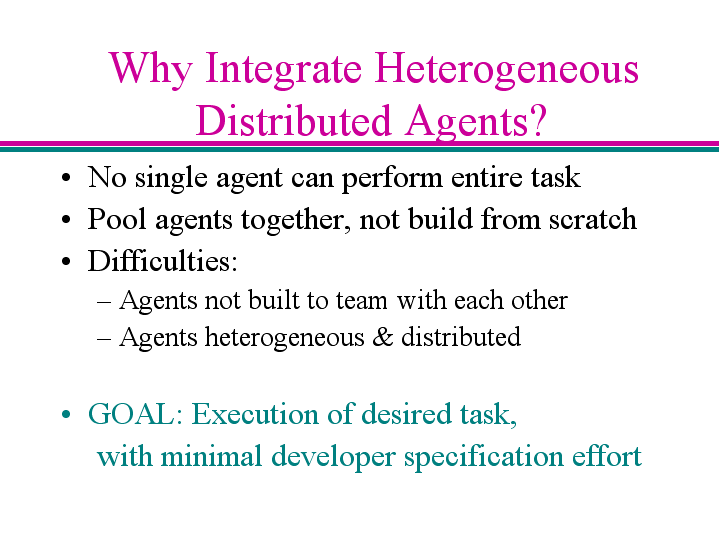 Why Integrate Heterogeneous
Distributed Agents?
• No single agent can perform entire task
• Pool agents together, not build from scratch
• Difficulties:
– Agents not built to team with each other
– Agents heterogeneous & distributed
• GOAL: Execution of desired task,
with minimal developer specification effort